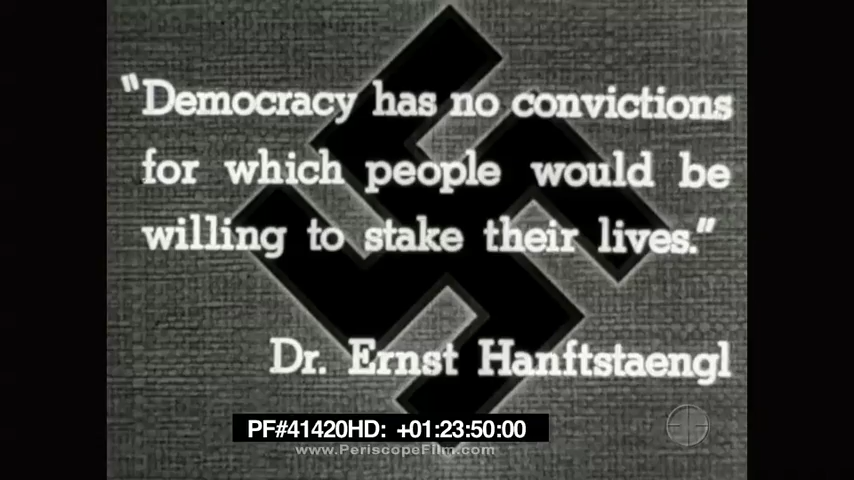 "Democracy has no convictions
for which people would be
willing to stake their lives."
Dr. Ernst Hanftstaengl
PF#41420HD: +01:23:50:00
www.PeriscopeFilm.com